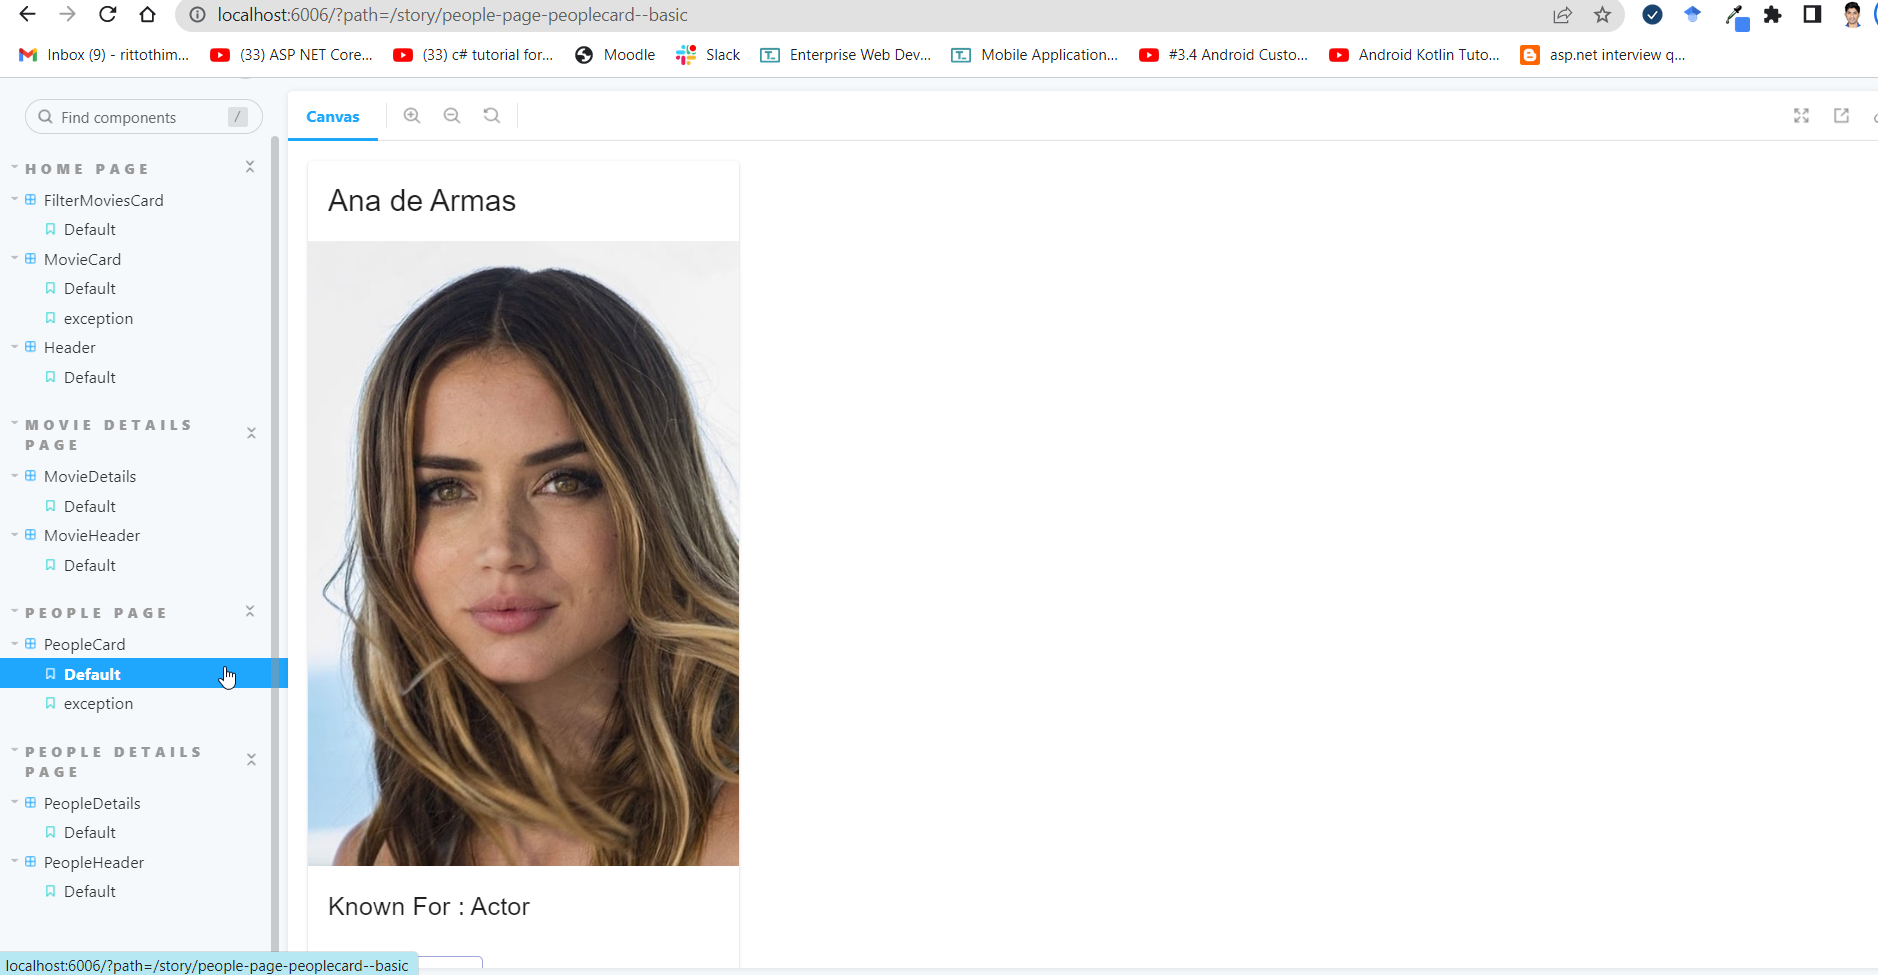 localhost:6006/?path=/story/people-page-peoplecard--basic
Inbox (9) - rittothim... (33) ASP NET Core... (33) c# tutorial for... Moodle Slack Enterprise Web Dev... Mobile Application... #3.4 Android Custo... Android Kotlin Tuto... asp.net interview q...
Find components /
HOME PAGE
FilterMoviesCard
Default
MovieCard
Default
exception
Header
Default
MOVIE DETAILS
PAGE
MovieDetails
Default
MovieHeader
Default
PEOPLE PAGE
PeopleCard
Default
exception
PEOPLE DETAILS
PAGE
PeopleDetails
Default
PeopleHeader
Default
localhost:6006/?path=/story/people-page-peoplecard--basic
Canvas
Ana de Armas
Known For : Actor